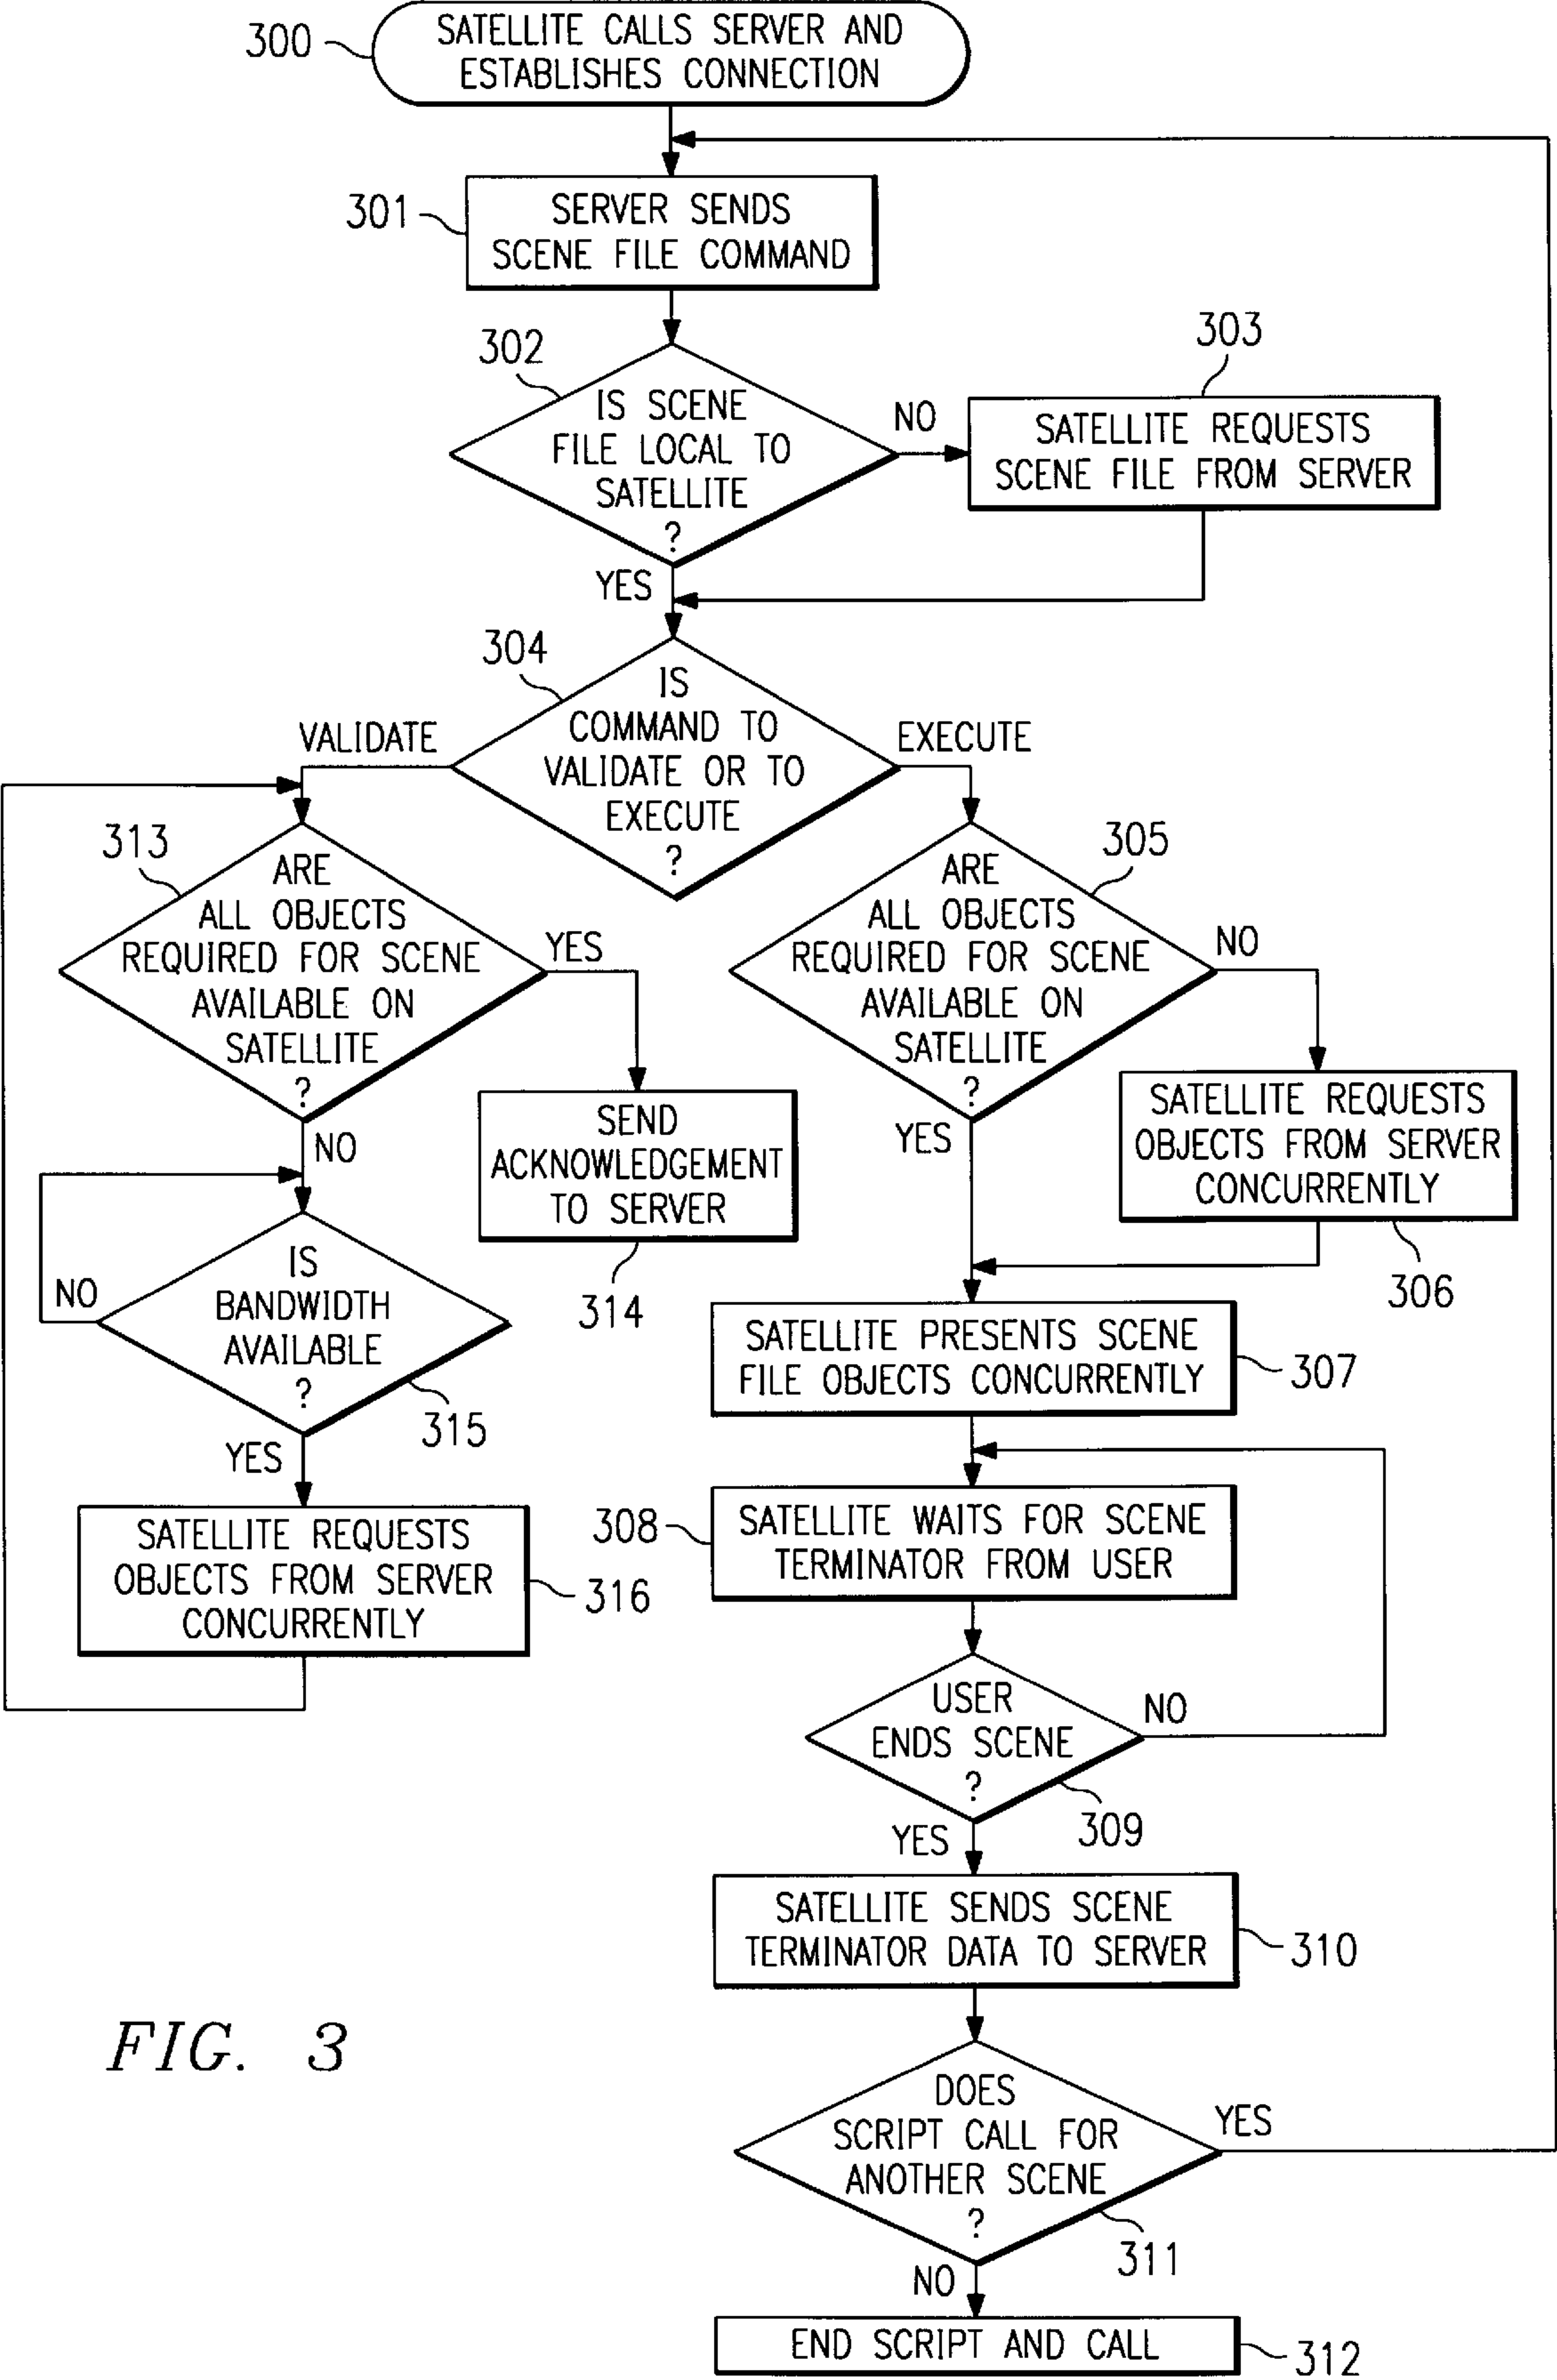 300
SATELLITE CALLS SERVER AND
ESTABLISHES CONNECTION
301
SERVER SENDS
SCENE FILE COMMAND
302
IS SCENE
FILE LOCAL TO
SATELLITE
?
NO
303
SATELLITE REQUESTS
SCENE FILE FROM SERVER
YES
304
IS
COMMAND TO
VALIDATE OR TO
EXECUTE
?
VALIDATE
EXECUTE
313
ARE
ALL OBJECTS
REQUIRED FOR SCENE
AVAILABLE ON
SATELLITE
?
YES
NO
SEND
ACKNOWLEDGEMENT
TO SERVER
314
305
ARE
ALL OBJECTS
REQUIRED FOR SCENE
AVAILABLE ON
SATELLITE
?
NO
YES
SATELLITE REQUESTS
OBJECTS FROM SERVER
CONCURRENTLY
306
IS
BANDWIDTH
AVAILABLE
?
NO
315
YES
SATELLITE REQUESTS
OBJECTS FROM SERVER
CONCURRENTLY
316
SATELLITE PRESENTS SCENE
FILE OBJECTS CONCURRENTLY
307
308
SATELLITE WAITS FOR SCENE
TERMINATOR FROM USER
USER
ENDS SCENE
?
NO
309
YES
SATELLITE SENDS SCENE
TERMINATOR DATA TO SERVER
310
DOES
SCRIPT CALL FOR
ANOTHER SCENE
?
YES
311
NO
END SCRIPT AND CALL
312
FIG. 3